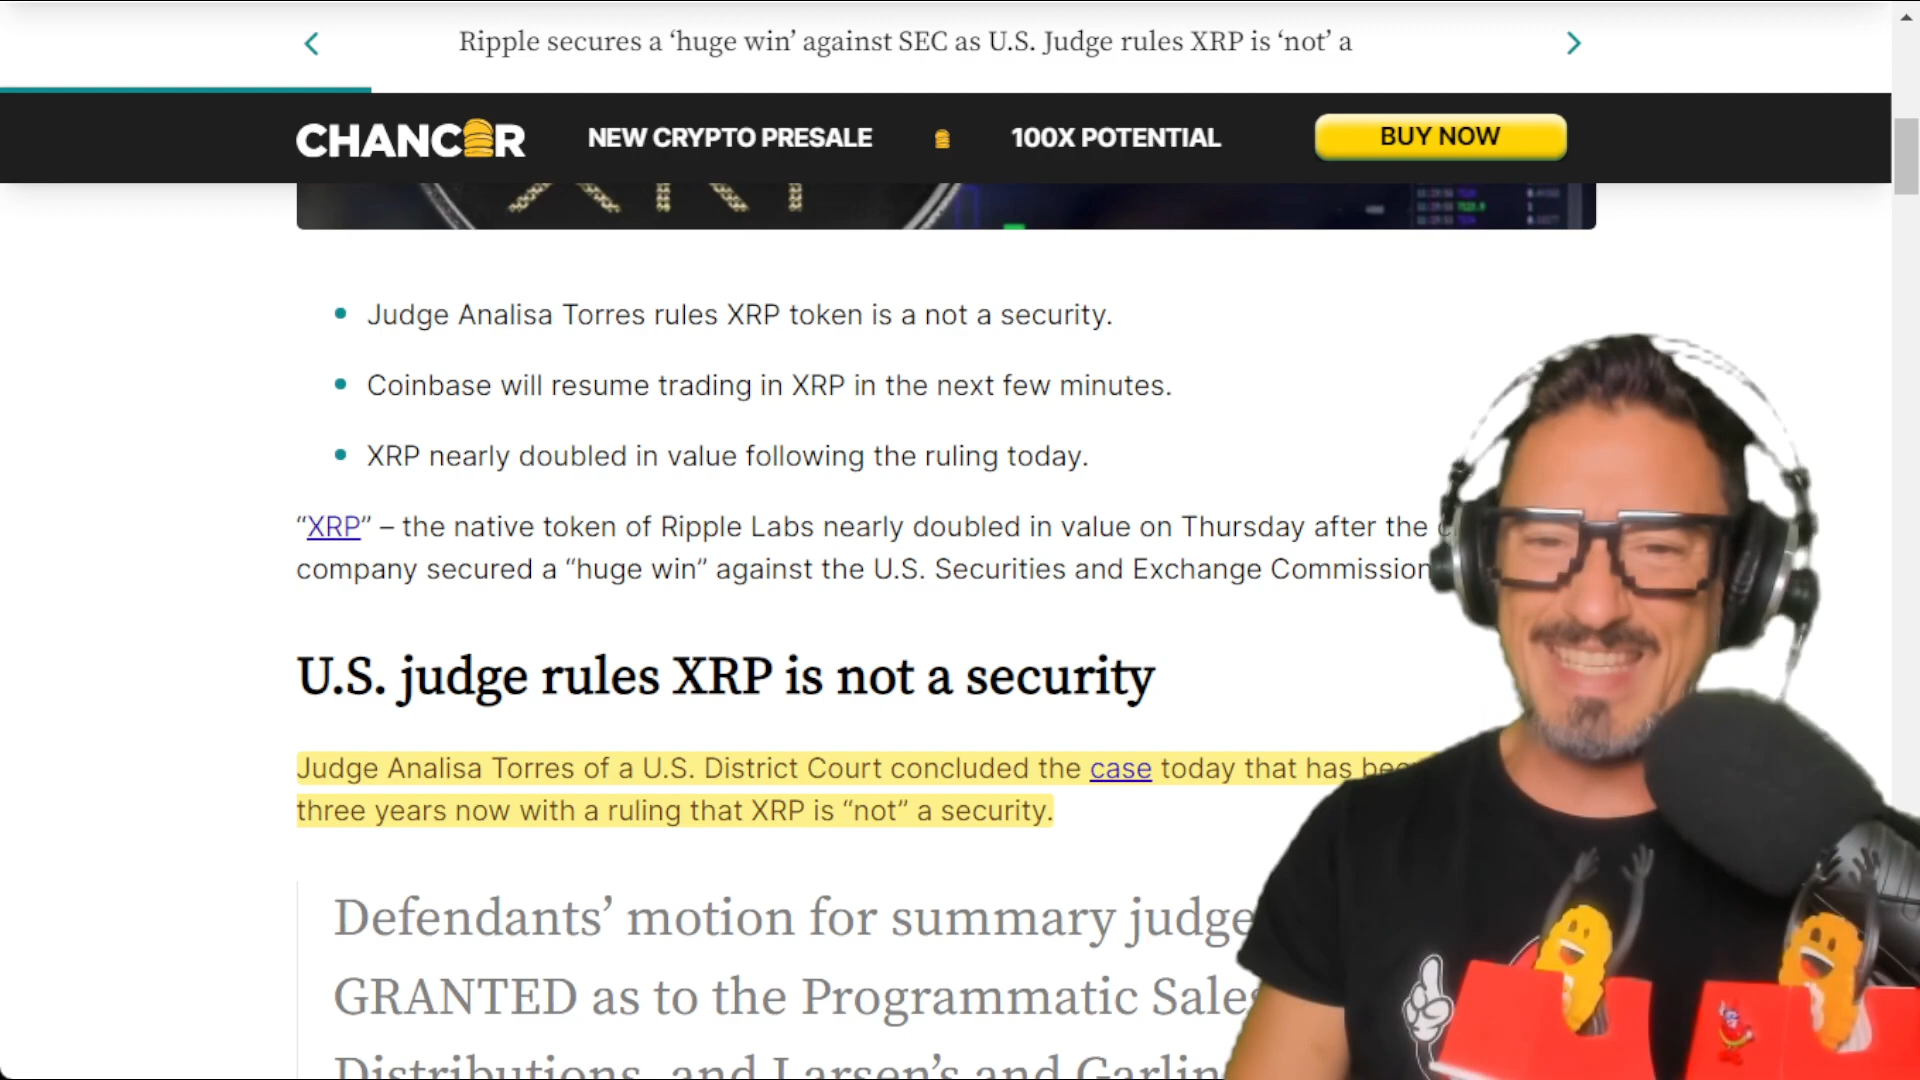 Ripple secures a ‘huge win’ against SEC as U.S. Judge rules XRP is ‘not’ a
CHANCER NEW CRYPTO PRESALE 100X POTENTIAL BUY NOW
Judge Analisa Torres rules XRP token is a not a security.
Coinbase will resume trading in XRP in the next few minutes.
XRP nearly doubled in value following the ruling today.
“XRP” – the native token of Ripple Labs nearly doubled in value on Thursday after the
company secured a “huge win” against the U.S. Securities and Exchange Commission
U.S. judge rules XRP is not a security
Judge Analisa Torres of a U.S. District Court concluded the case today that has
three years now with a ruling that XRP is “not” a security.
Defendants’ motion for summary judge
GRANTED as to the Programmatic Sales
Distributions, and Larsen’s and Garlin